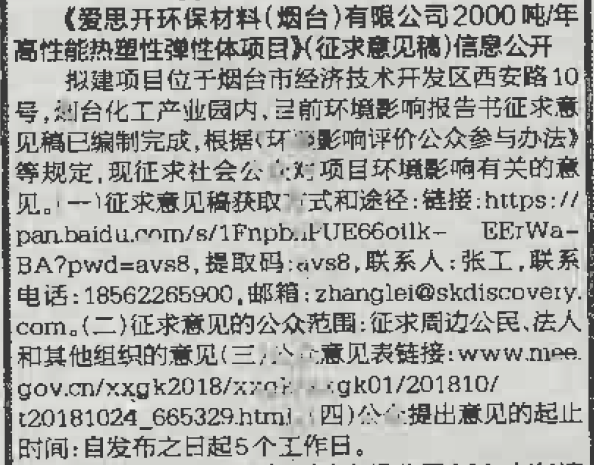 《爱思开环保材料(烟台)有限公司2000吨/年
高性能热塑性弹性体项目》(征求意见稿)信息公开
拟建项目位于烟台市经济技术开发区西安路10
号,烟台化工产业园内,目前环境影响报告书征求意
见稿已编制完成,根据《环境影响评价公众参与办法》
等规定,现征求社会公众对项目环境影响有关的意
见。(一)征求意见稿获取方式和途径:链接:https://
pan.baidu.com/s/ EErWa-
BA?pwd=avs8,提取码:avs8,联系人:张工,联系
电话:18562265900,邮箱:zhanglei@skdiscovery.
com。(二)征求意见的公众范围:征求周边公民、法人
和其他组织的意见(三)公众意见表链接:www.mee.
gov.cn/xxgk2018/xxgk/xxgk01/201810/
t20181024_665329.html (四)公众提出意见的起止
时间:自发布之日起5个工作日。